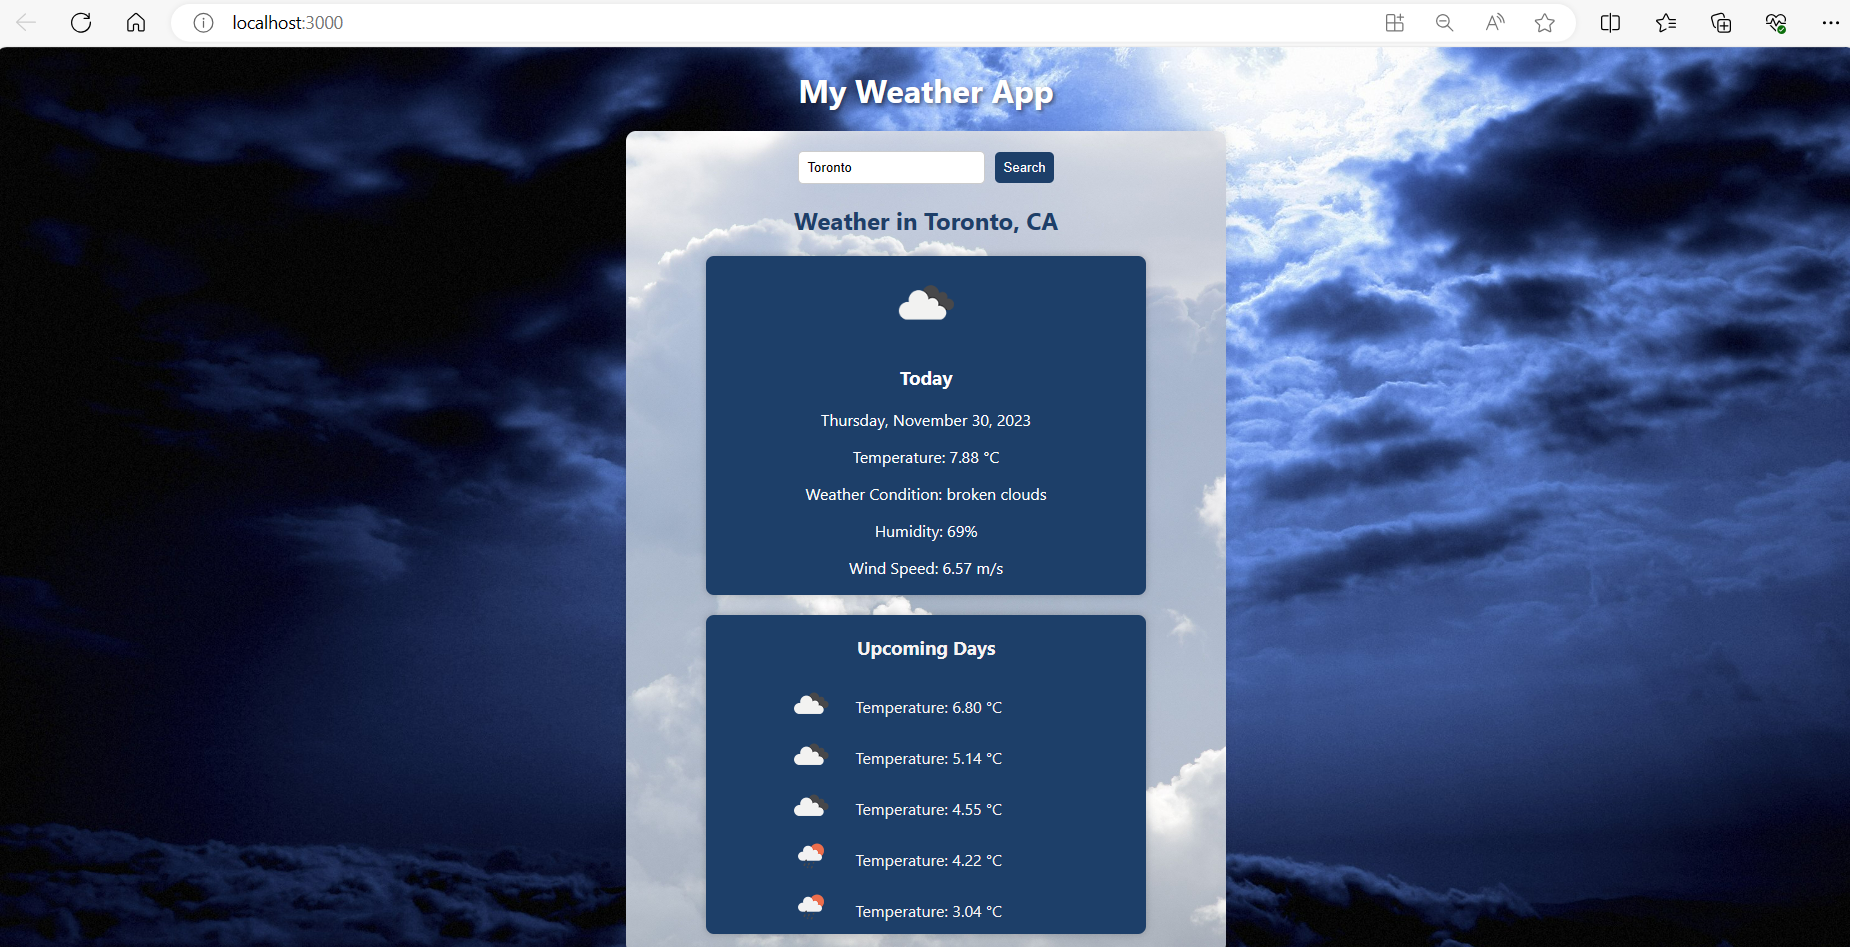 localhost:3000
My Weather App
Toronto Search
Weather in Toronto, CA
Today
Thursday, November 30, 2023
Temperature: 7.88 °C
Weather Condition: broken clouds
Humidity: 69%
Wind Speed: 6.57 m/s
Upcoming Days
Temperature: 6.80 °C
Temperature: 5.14 °C
Temperature: 4.55 °C
Temperature: 4.22 °C
Temperature: 3.04 °C